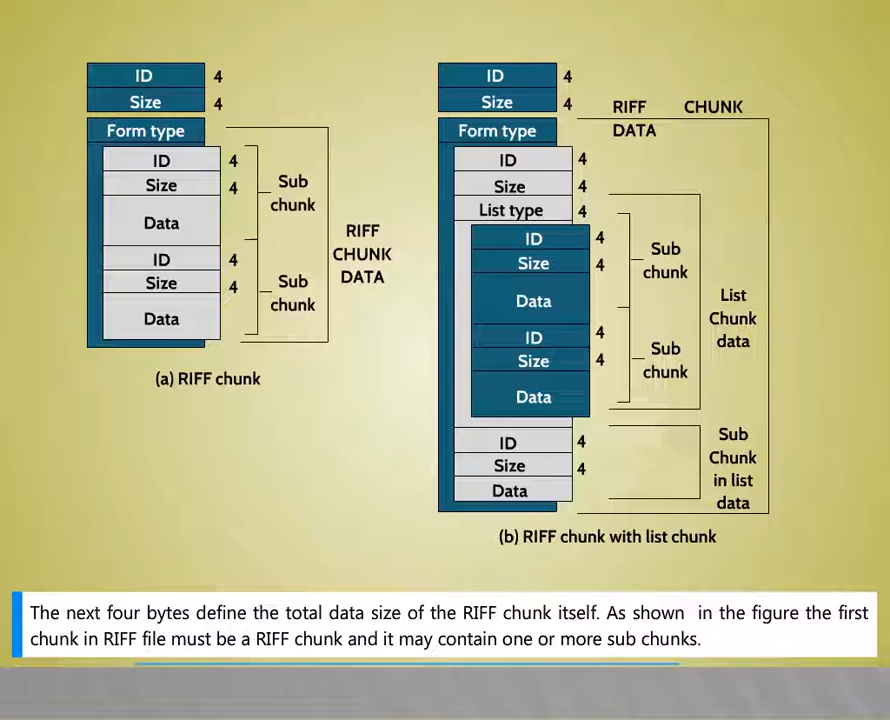 ID 4
Size 4
Form type
ID 4
Size 4
Data
Sub
chunk
ID 4
Size 4
Data
Sub
chunk
RIFF
CHUNK
DATA
(a) RIFF chunk
ID 4
Size 4
RIFF CHUNK
DATA
Form type
ID 4
Size 4
List type 4
ID 4
Size 4
Data
Sub
chunk
ID 4
Size 4
Data
Sub
chunk
List
Chunk
data
ID 4
Size 4
Data
Sub
Chunk
in list
data
(b) RIFF chunk with list chunk
The next four bytes define the total data size of the RIFF chunk itself. As shown in the figure the first
chunk in RIFF file must be a RIFF chunk and it may contain one or more sub chunks.